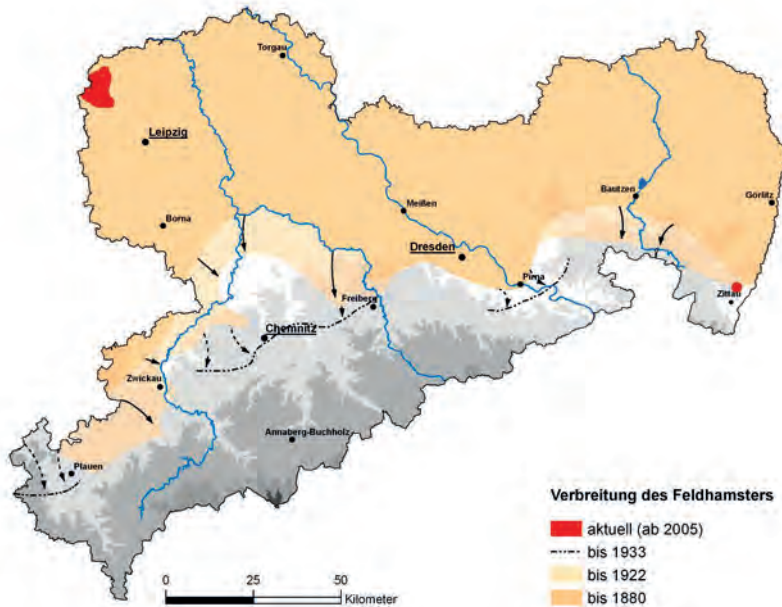 Torgau
Leipzig
Borna
Meißen
Dresden
Bautzen
Görlitz
Pirna
Zittau
Freiberg
Chemnitz
Zwickau
Annaberg-Buchholz
Plauen
Verbreitung des Feldhamsters
aktuell (ab 2005)
bis 1933
bis 1922
bis 1880
0 25 50
Kilometer